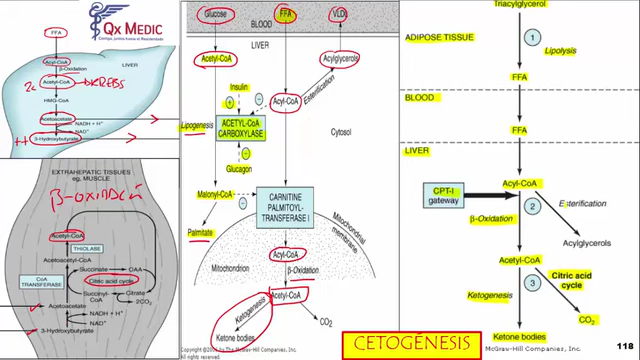 Qx MEDIC
FFA
Acyl-CoA
LIVER
β-Oxidation
2c
Acetyl-CoA
KREBS
HMG-CoA
Acetoacetate
NADH + H⁺
NAD⁺
++
3-Hydroxybutyrate
EXTRAHEPATIC TISSUES
eg, MUSCLE
Acetyl-CoA
THIOLASE
Acetoacetyl-CoA
CoA
TRANSFERASE
Succinate
OAA
Citric acid cycle
Succinyl-
CoA
Citrate
2CO₂
Acetoacetate
NADH + H⁺
NAD⁺
3-Hydroxybutyrate
Glucose
FFA
VLDL
BLOOD
LIVER
Acetyl-CoA
Acylglycerols
Insulin
+
−
Esterification
Acyl-CoA
Lipogenesis
ACETYL-CoA
CARBOXYLASE
Cytosol
−
Glucagon
Malonyl-CoA
−
CARNITINE
PALMITOYL-
TRANSFERASE I
Palmitate
Mitochondrial
membrane
Acyl-CoA
Mitochondrion
β-Oxidation
Acetyl-CoA
Ketogenesis
CO₂
Ketone bodies
Copyright © 200
by The McGraw-Hill Companies, Inc.
All rights reserved.
CETOGÉNESIS
Triacylglycerol
ADIPOSE TISSUE
1
Lipolysis
FFA
BLOOD
FFA
LIVER
Acyl-CoA
CPT-I
gateway
2
Esterification
β-Oxidation
Acylglycerols
Acetyl-CoA
Citric acid
cycle
Ketogenesis
3
CO₂
Ketone bodies
McGraw-Hill Companies, Inc.
118